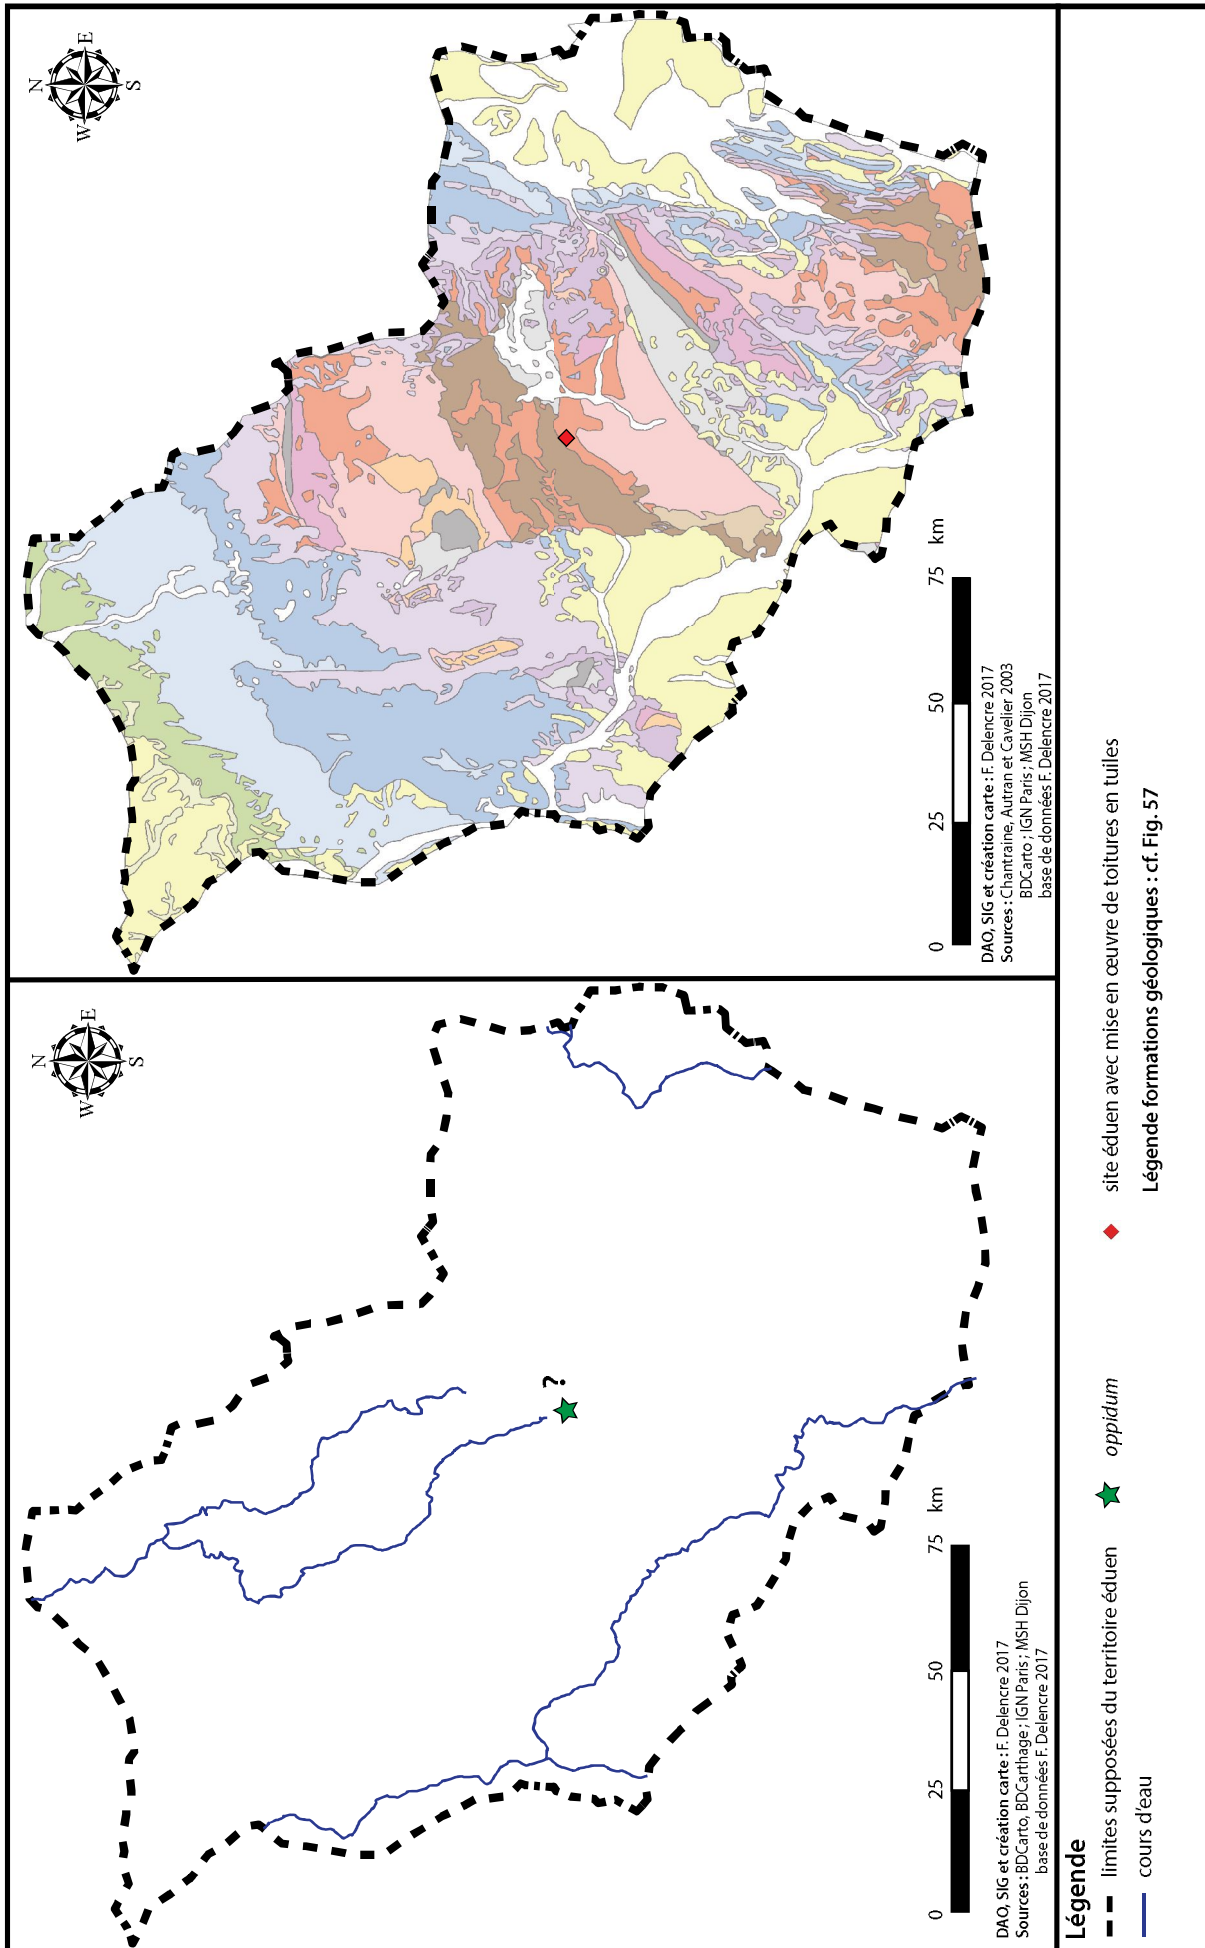 N
E
S
W
0
25
50
75
km
DAO, SIG et création carte : F. Delencre 2017
Sources : BDCarto, BDCarthage ; IGN Paris ; MSH Dijon
base de données F. Delencre 2017
?
N
E
S
W
0
25
50
75
km
DAO, SIG et création carte : F. Delencre 2017
Sources : Chantraine, Autran et Cavelier 2003
BDCarto ; IGN Paris ; MSH Dijon
base de données F. Delencre 2017
Légende
limites supposées du territoire éduen
oppidum
site éduen avec mise en œuvre de toitures en tuiles
cours d'eau
Légende formations géologiques : cf. Fig. 57